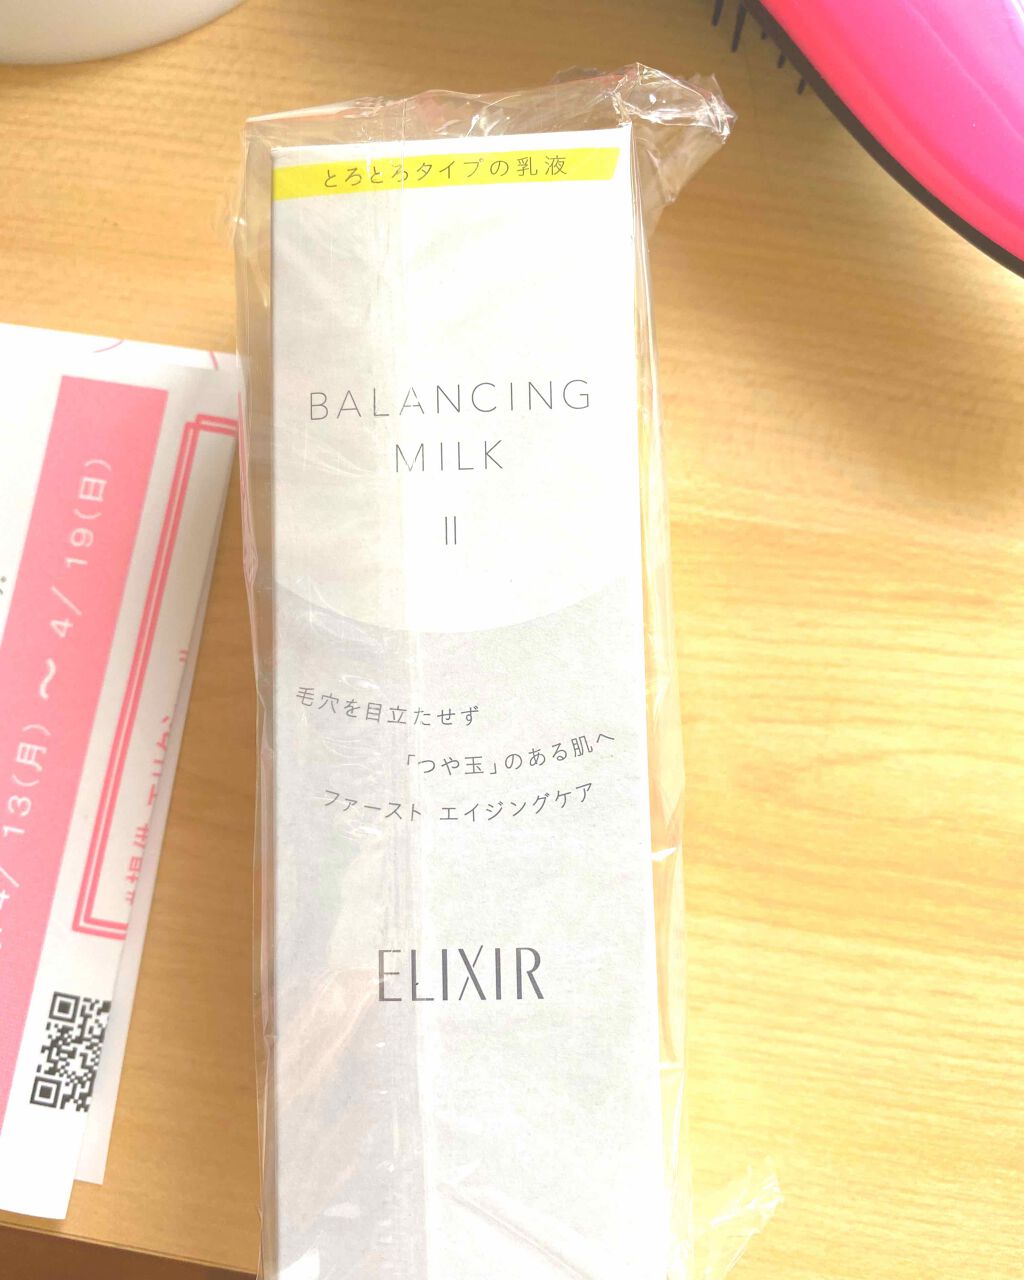 とろとろタイプの乳液
BALANCING
MILK
II
毛穴を目立たせず
「つや玉」のある肌へ
ファースト エイジングケア
ELIXIR
4/13(月)〜4/19(日)